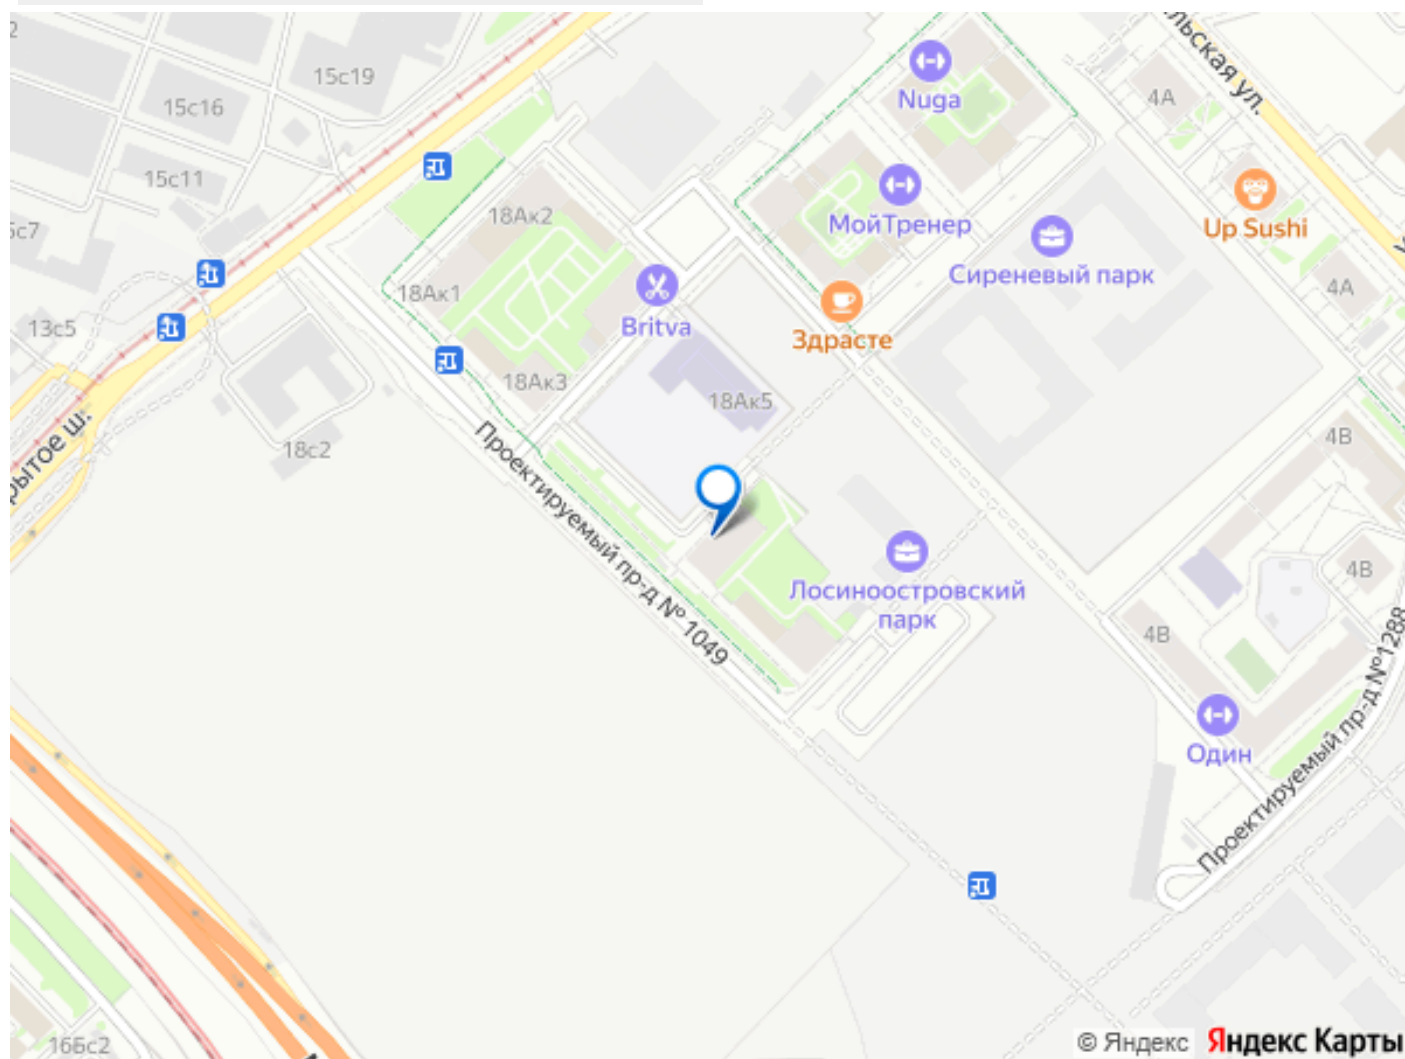 2
15с19
15с16
15с11
13с5
Nuga
4А
МойТренер
Up Sushi
18Ак2
Сиреневый парк
18Ак1
4А
Britva
Здрасте
18Ак3
18Ак5
18с2
4В
Проектируемый пр-д № 1049
Лосиноостровский
парк
4В
4В
Проектируемый пр-д №1288
Один
16Бс2
© Яндекс
Яндекс Карты